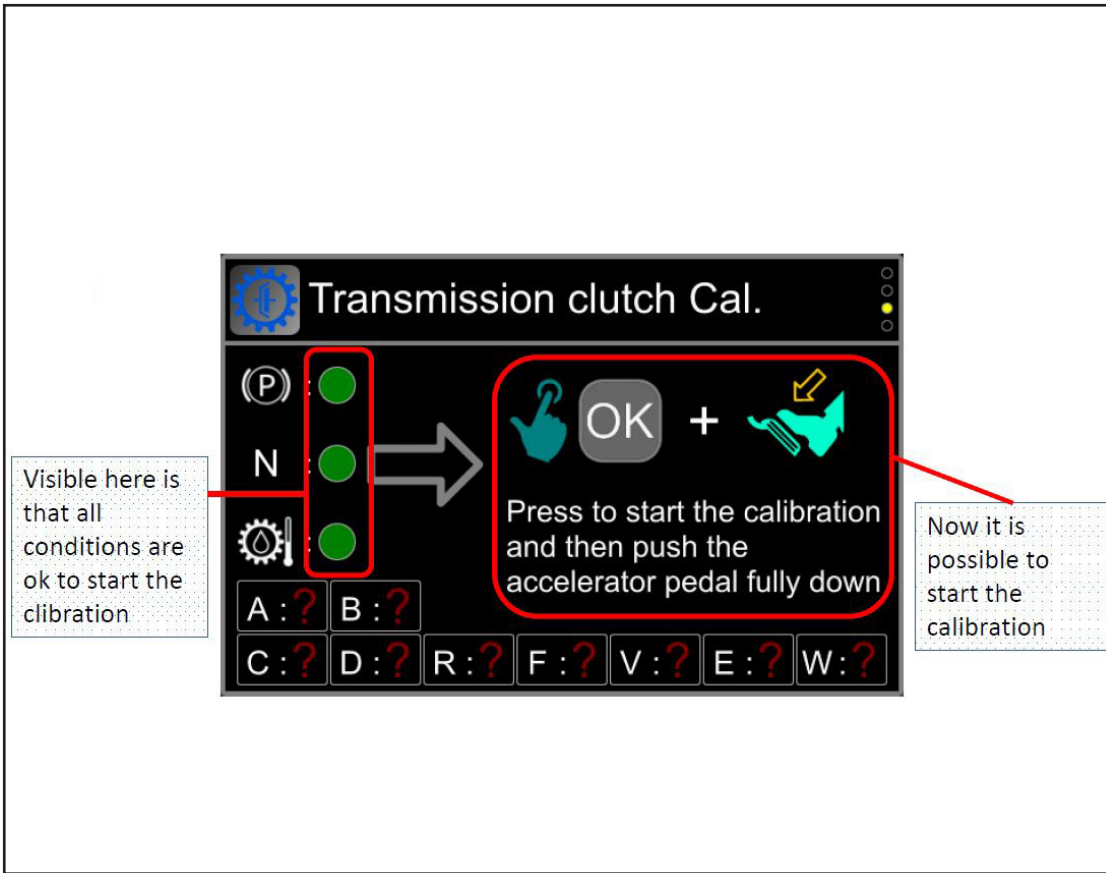 Transmission clutch Cal.
(P) :
N :
:
OK +
Press to start the calibration
and then push the
accelerator pedal fully down
A : ? B : ?
C : ? D : ? R : ? F : ? V : ? E : ? W : ?
Visible here is
that all
conditions are
ok to start the
clibration
Now it is
possible to
start the
calibration